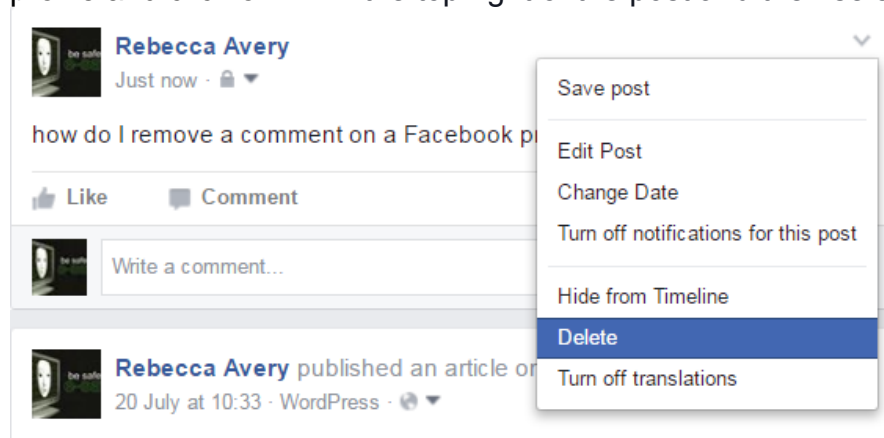 Rebecca Avery
Just now ·
Save post
how do I remove a comment on a Facebook
Edit Post
Change Date
Like Comment
Turn off notifications for this post
Write a comment...
Hide from Timeline
Delete
Rebecca Avery published an article
Turn off translations
20 July at 10:33 · WordPress ·